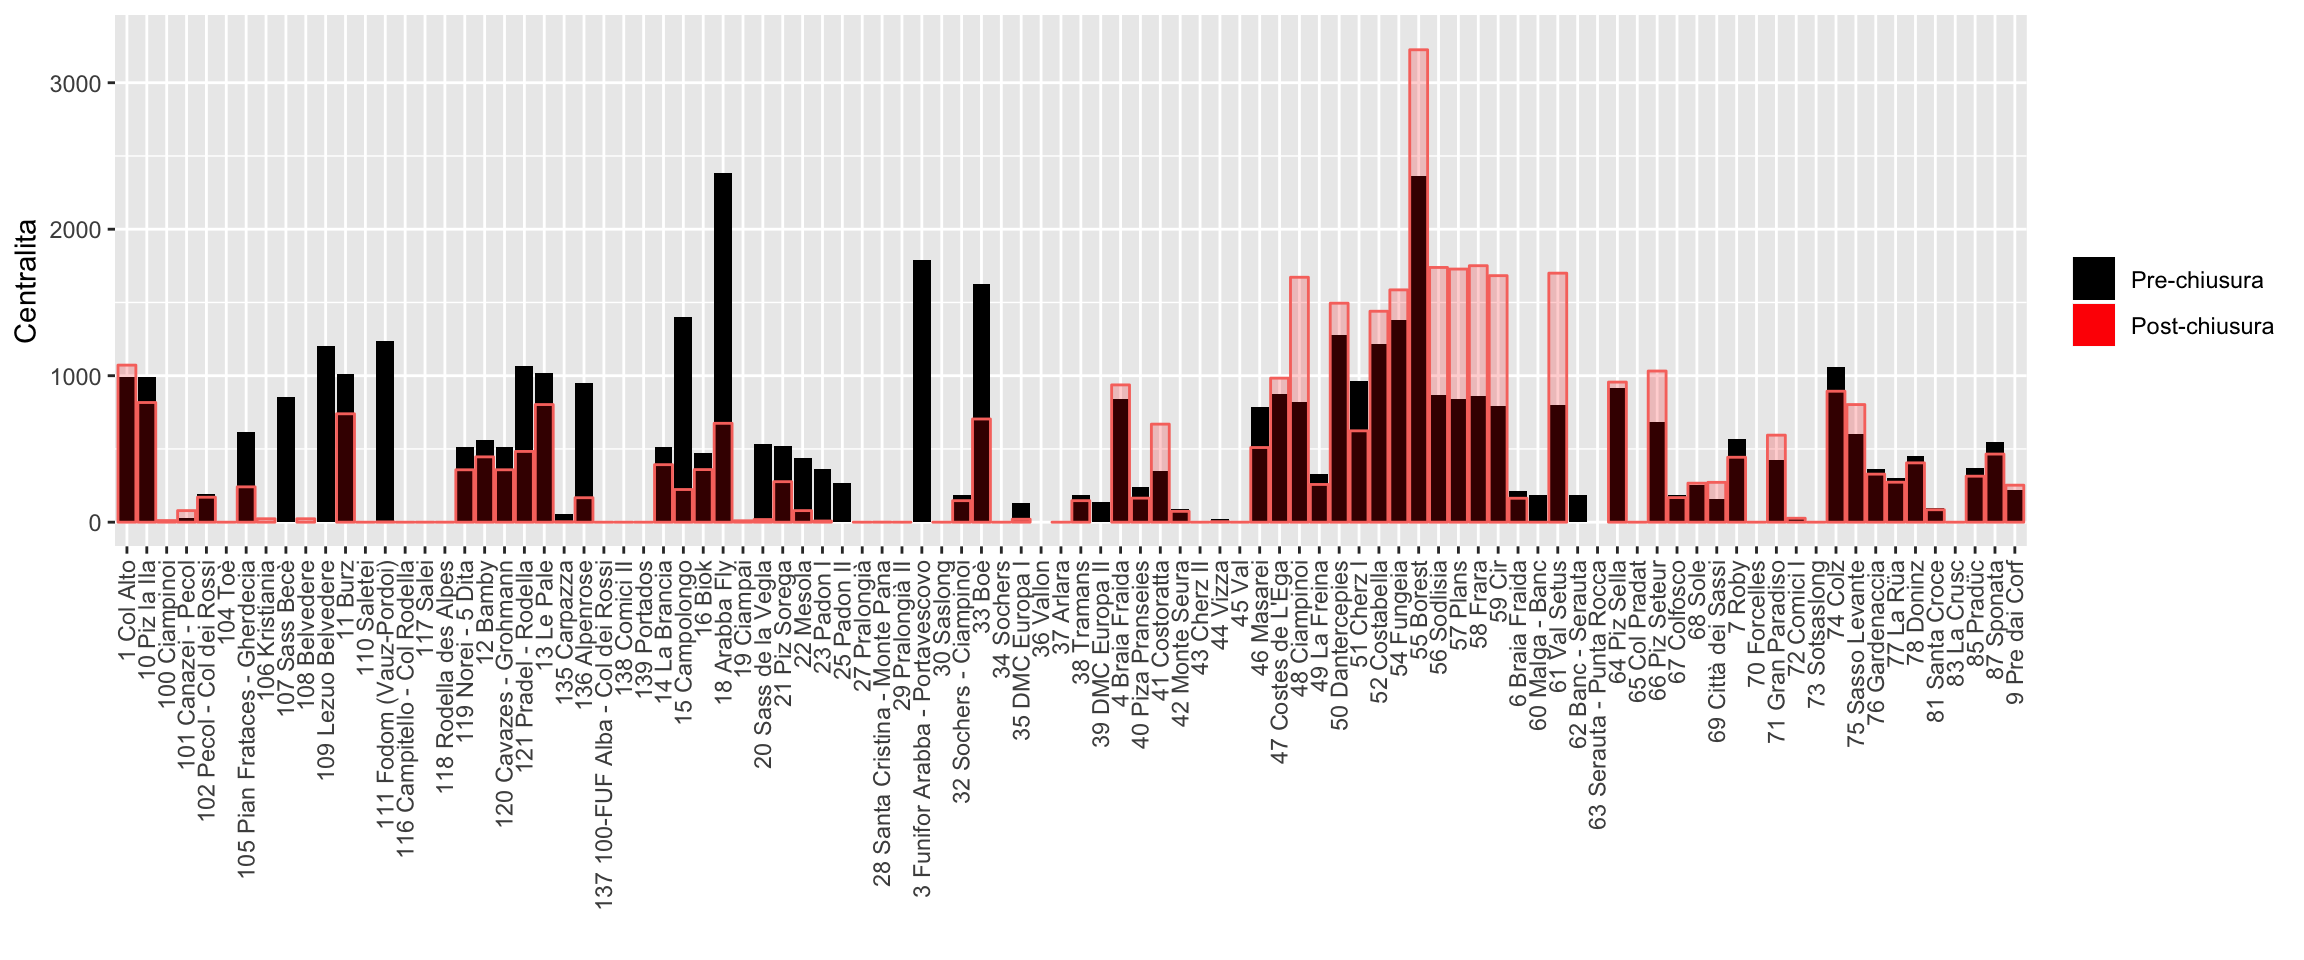 Centralita
3000
2000
1000
0
1 Col Alto
10 Piz la Ila
100 Ciampinoi
101 Canazei - Pecol
102 Pecol - Col dei Rossi
104 Toè
105 Pian Frataces - Gherdecia
106 Kristiania
107 Sass Becè
108 Belvedere
109 Lezuo Belvedere
11 Burz
110 Saletei
111 Fodom (Vauz-Pordoi)
116 Campitello - Col Rodella
117 Salei
118 Rodella des Alpes
119 Norei - 5 Dita
12 Bamby
120 Cavazes - Grohmann
121 Pradel - Rodella
13 Le Pale
135 Carpazza
136 Alpenrose
137 100-FUF Alba - Col dei Rossi
138 Comici II
139 Portados
14 La Brancia
15 Campolongo
16 Biok
18 Arabba Fly
19 Ciampai
20 Sass de la Vegla
21 Piz Sorega
22 Mesola
23 Padon I
25 Padon II
27 Pralongià
28 Santa Cristina - Monte Pana
29 Pralongià II
3 Funifor Arabba - Portavescovo
30 Saslong
32 Sochers - Ciampinoi
33 Boè
34 Sochers
35 DMC Europa I
36 Vallon
37 Arlara
38 Tramans
39 DMC Europa II
4 Braia Fraida
40 Piza Pranseies
41 Costoratta
42 Monte Seura
43 Cherz II
44 Vizza
45 Val
46 Masarei
47 Costes de L'Ega
48 Ciampinoi
49 La Freina
50 Dantercepies
51 Cherz I
52 Costabella
54 Fungeia
55 Borest
56 Sodlisia
57 Plans
58 Frara
59 Cir
6 Braia Fraida
60 Malga - Banc
61 Val Setus
62 Banc - Serauta
63 Serauta - Punta Rocca
64 Piz Sella
65 Col Pradat
66 Piz Seteur
67 Colfosco
68 Sole
69 Città dei Sassi
7 Roby
70 Forcelles
71 Gran Paradiso
72 Comici I
73 Sotsaslong
74 Colz
75 Sasso Levante
76 Gardenaccia
77 La Rüa
78 Doninz
81 Santa Croce
83 La Crusc
85 Pradüc
87 Sponata
9 Pre dai Corf
Pre-chiusura
Post-chiusura